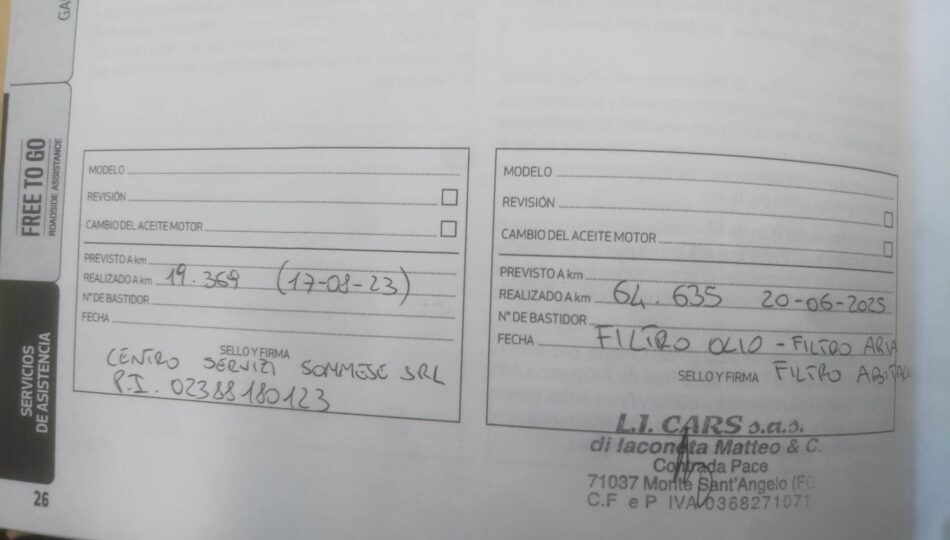 GA
FREE TO GO
ROADSIDE ASSISTANCE
SERVICIOS
DE ASISTENCIA
26
MODELO
REVISIÓN
CAMBIO DEL ACEITE MOTOR
PREVISTO A km
REALIZADO A km 19.369 (17-08-23)
N° DE BASTIDOR
FECHA
SELLO Y FIRMA
CENTRO SERVIZI SOMMESE SRL
P.I. 02388180123
MODELO
REVISIÓN
CAMBIO DEL ACEITE MOTOR
PREVISTO A km
REALIZADO A km 64.635 20-06-2025
N° DE BASTIDOR
FECHA FILTRO OLIO - FILTRO ARIA
SELLO Y FIRMA FILTRO
L.I. CARS s.a.s.
di Iaconeta Matteo & C.
Contrada Pace
71037 Monte Sant'Angelo (FG
C.F e P IVA 0368271071